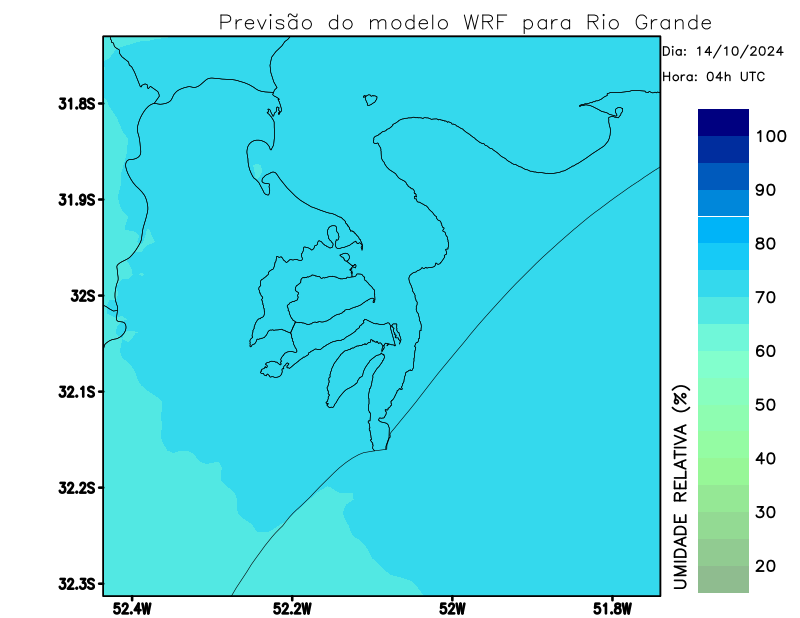 Previsão do modelo WRF para Rio Grande
Dia: 14/10/2024
Hora: 04h UTC
31.8S
31.9S
32S
32.1S
32.2S
32.3S
52.4W
52.2W
52W
51.8W
100
90
80
70
60
50
40
30
20
UMIDADE RELATIVA (%)